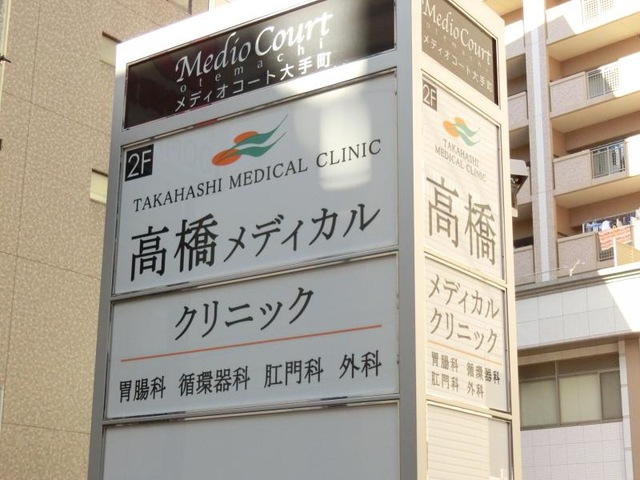 Medio Court
otemachi
メディオコート大手町
2F
TAKAHASHI MEDICAL CLINIC
高橋メディカル
クリニック
胃腸科 循環器科 肛門科 外科
Medio Court
otemachi
メディオコート大手町
2F
TAKAHASHI
MEDICAL CLINIC
高橋
メディカル
クリニック
胃腸科 循環器科
肛門科 外科